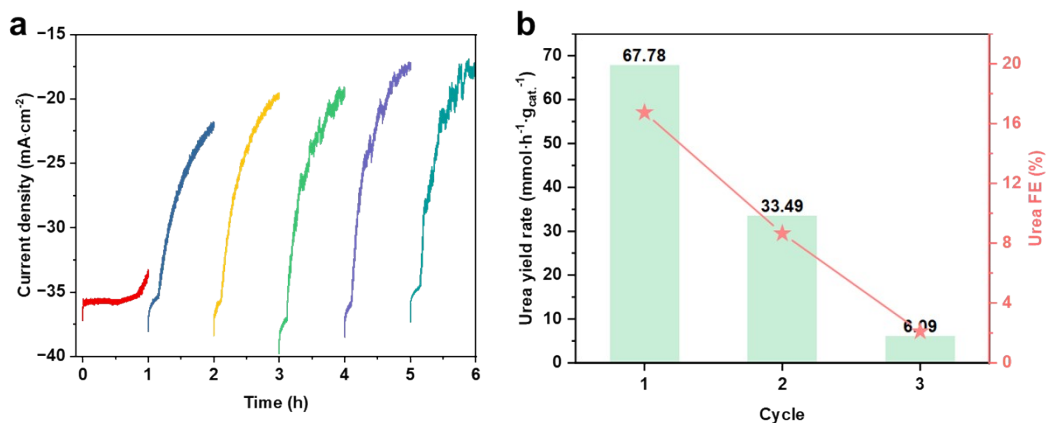 a
−15
−20
−25
−30
−35
−40
Current density (mA·cm⁻²)
0 1 2 3 4 5 6
Time (h)
b
70
60
50
40
30
20
10
0
Urea yield rate (mmol·h⁻¹·g_cat.⁻¹)
67.78
33.49
6.09
20
16
12
8
4
0
Urea FE (%)
1 2 3
Cycle